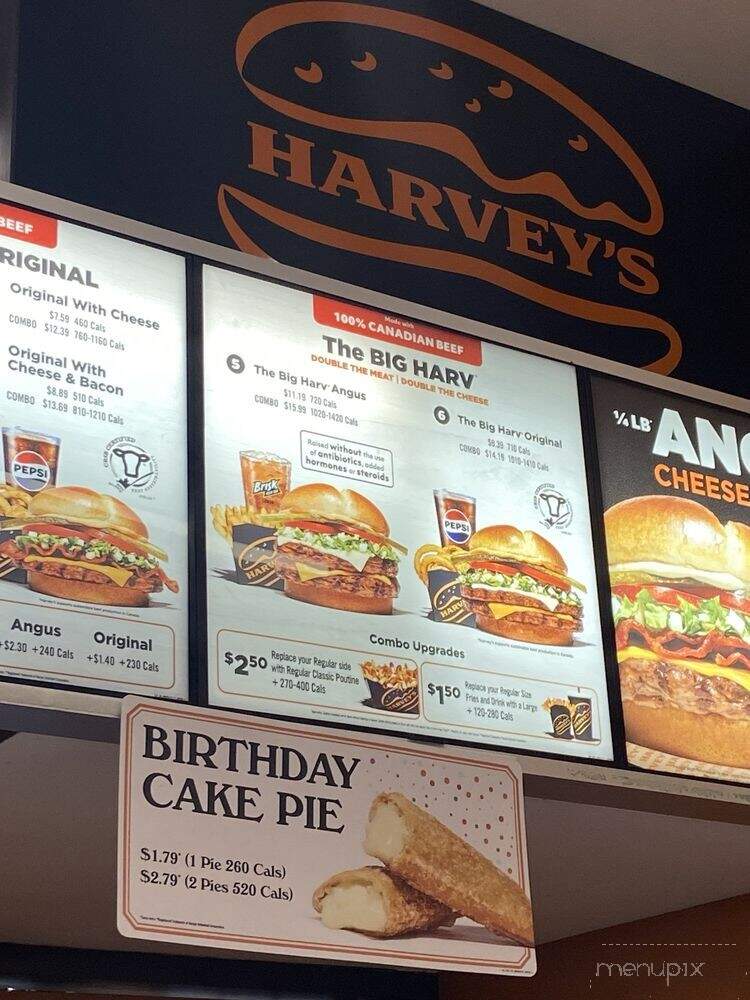 HARVEY'S
BEEF
RIGINAL
Original With Cheese
$7.59 460 Cals
COMBO $12.39 760-1160 Cals
Original With
Cheese & Bacon
$8.89 510 Cals
COMBO $13.69 810-1210 Cals
PEPSI
Angus
+$2.30 +240 Cals
Original
+$1.40 +230 Cals
Made with
100% CANADIAN BEEF
The BIG HARV
DOUBLE THE MEAT | DOUBLE THE CHEESE
5 The Big Harv Angus
$11.19 720 Cals
COMBO $15.99 1020-1420 Cals
6 The Big Harv Original
$9.39 710 Cals
COMBO $14.19 1010-1410 Cals
Raised without the use
of antibiotics, added
hormones or steroids
Brisk
PEPSI
HARV
HARV
Combo Upgrades
$250 Replace your Regular side
with Regular Classic Poutine
+ 270-400 Cals
$150 Replace your Regular Size
Fries and Drink with a Large
+ 120-280 Cals
¼ LB ANG
CHEESE
BIRTHDAY
CAKE PIE
$1.79* (1 Pie 260 Cals)
$2.79* (2 Pies 520 Cals)
menupix